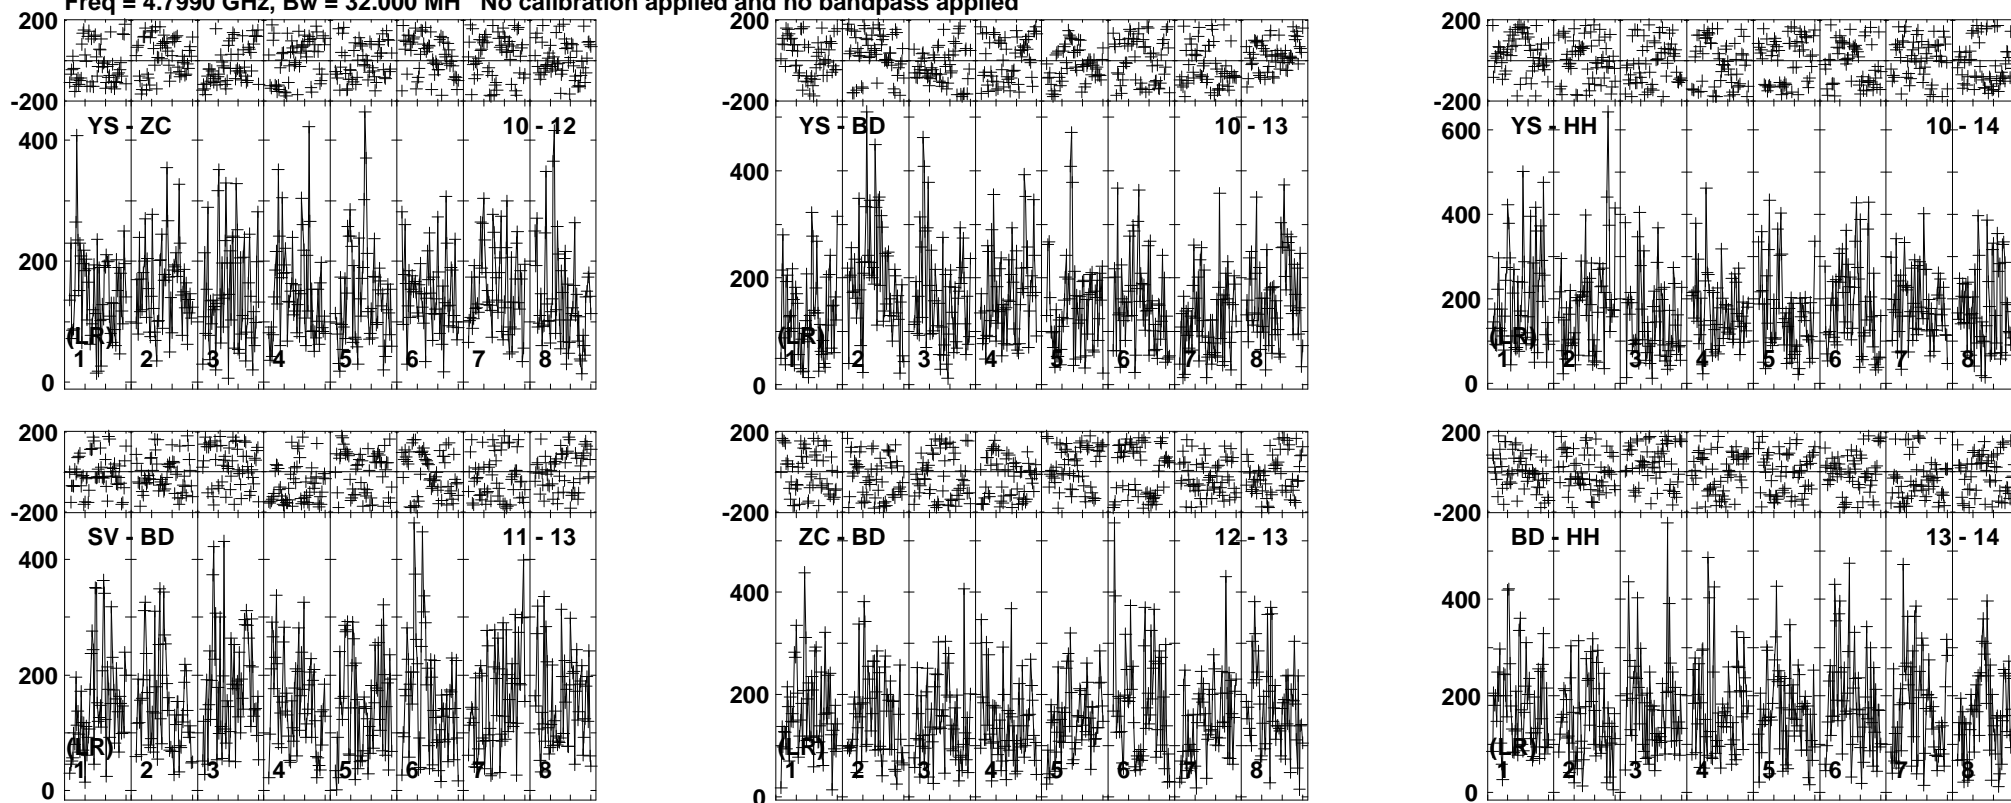 Freq = 4.7990 GHz, Bw = 32.000 MH No calibration applied and no bandpass applied
200
-200
YS - ZC 10 - 12
400
200
0
(LR)
1 2 3 4 5 6 7 8
200
-200
YS - BD 10 - 13
400
200
0
(LR)
1 2 3 4 5 6 7 8
200
-200
YS - HH 10 - 14
600
400
200
0
(LR)
1 2 3 4 5 6 7 8
200
-200
SV - BD 11 - 13
400
200
0
(LR)
1 2 3 4 5 6 7 8
200
-200
ZC - BD 12 - 13
400
200
0
(LR)
1 2 3 4 5 6 7 8
200
-200
BD - HH 13 - 14
400
200
0
(LR)
1 2 3 4 5 6 7 8